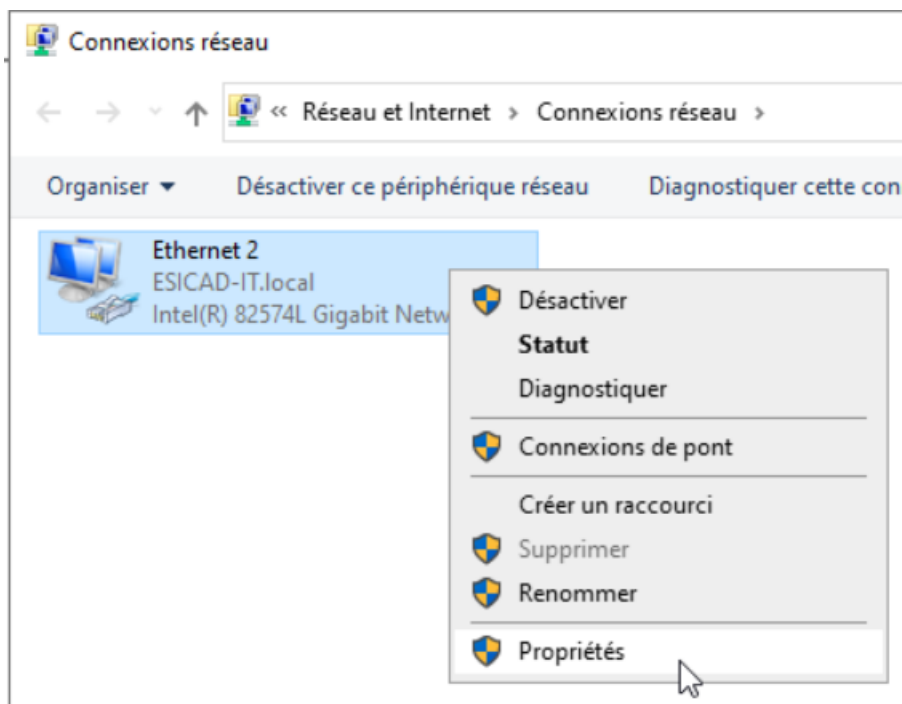 Connexions réseau
« Réseau et Internet > Connexions réseau >
Organiser Désactiver ce périphérique réseau Diagnostiquer cette con
Ethernet 2
ESICAD-IT.local
Intel(R) 82574L Gigabit Netw
Désactiver
Statut
Diagnostiquer
Connexions de pont
Créer un raccourci
Supprimer
Renommer
Propriétés